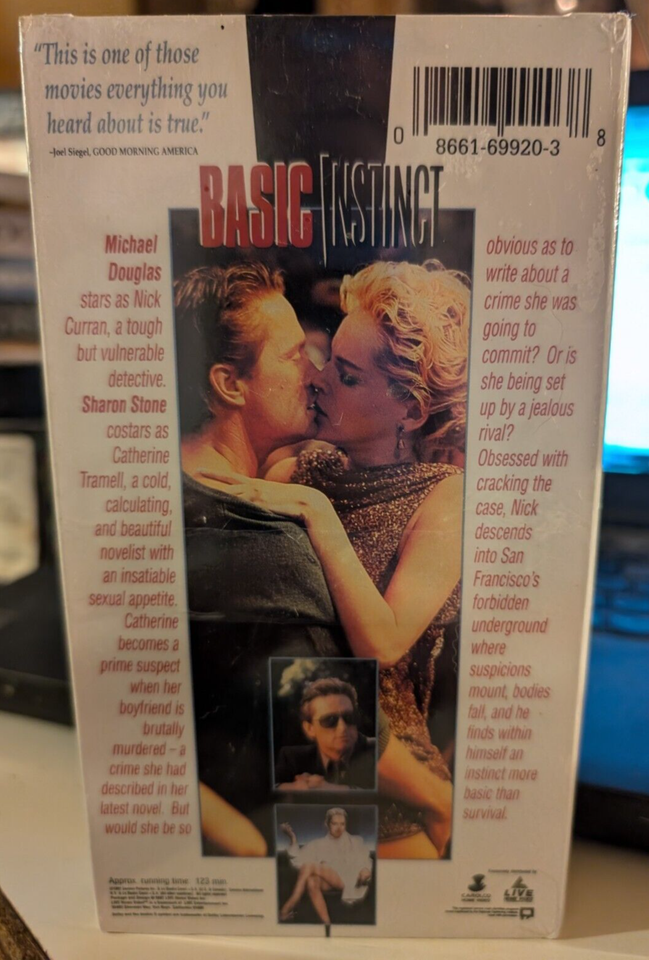 “This is one of those
movies everything you
heard about is true.”
-Joel Siegel, GOOD MORNING AMERICA
0 8661-69920-3 8
BASIC INSTINCT
Michael
Douglas
stars as Nick
Curran, a tough
but vulnerable
detective.
Sharon Stone
costars as
Catherine
Tramell, a cold,
calculating,
and beautiful
novelist with
an insatiable
sexual appetite.
Catherine
becomes a
prime suspect
when her
boyfriend is
brutally
murdered – a
crime she had
described in her
latest novel. But
would she be so
obvious as to
write about a
crime she was
going to
commit? Or is
she being set
up by a jealous
rival?
Obsessed with
cracking the
case, Nick
descends
into San
Francisco's
forbidden
underground
where
suspicions
mount, bodies
fall, and he
finds within
himself an
instinct more
basic than
survival.
Approx. running time: 123 min.
CAROLCO
HOME VIDEO
LIVE
HOME VIDEO